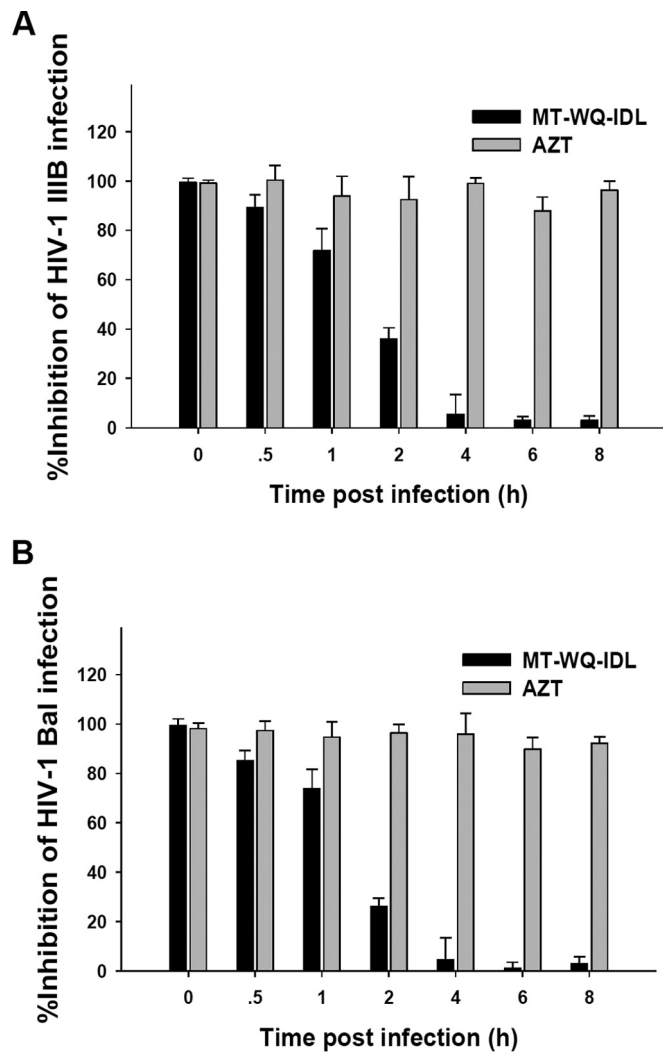 A
%Inhibition of HIV-1 IIIB infection
MT-WQ-IDL
AZT
120
100
80
60
40
20
0
0 .5 1 2 4 6 8
Time post infection (h)
B
%Inhibition of HIV-1 Bal infection
MT-WQ-IDL
AZT
120
100
80
60
40
20
0
0 .5 1 2 4 6 8
Time post infection (h)